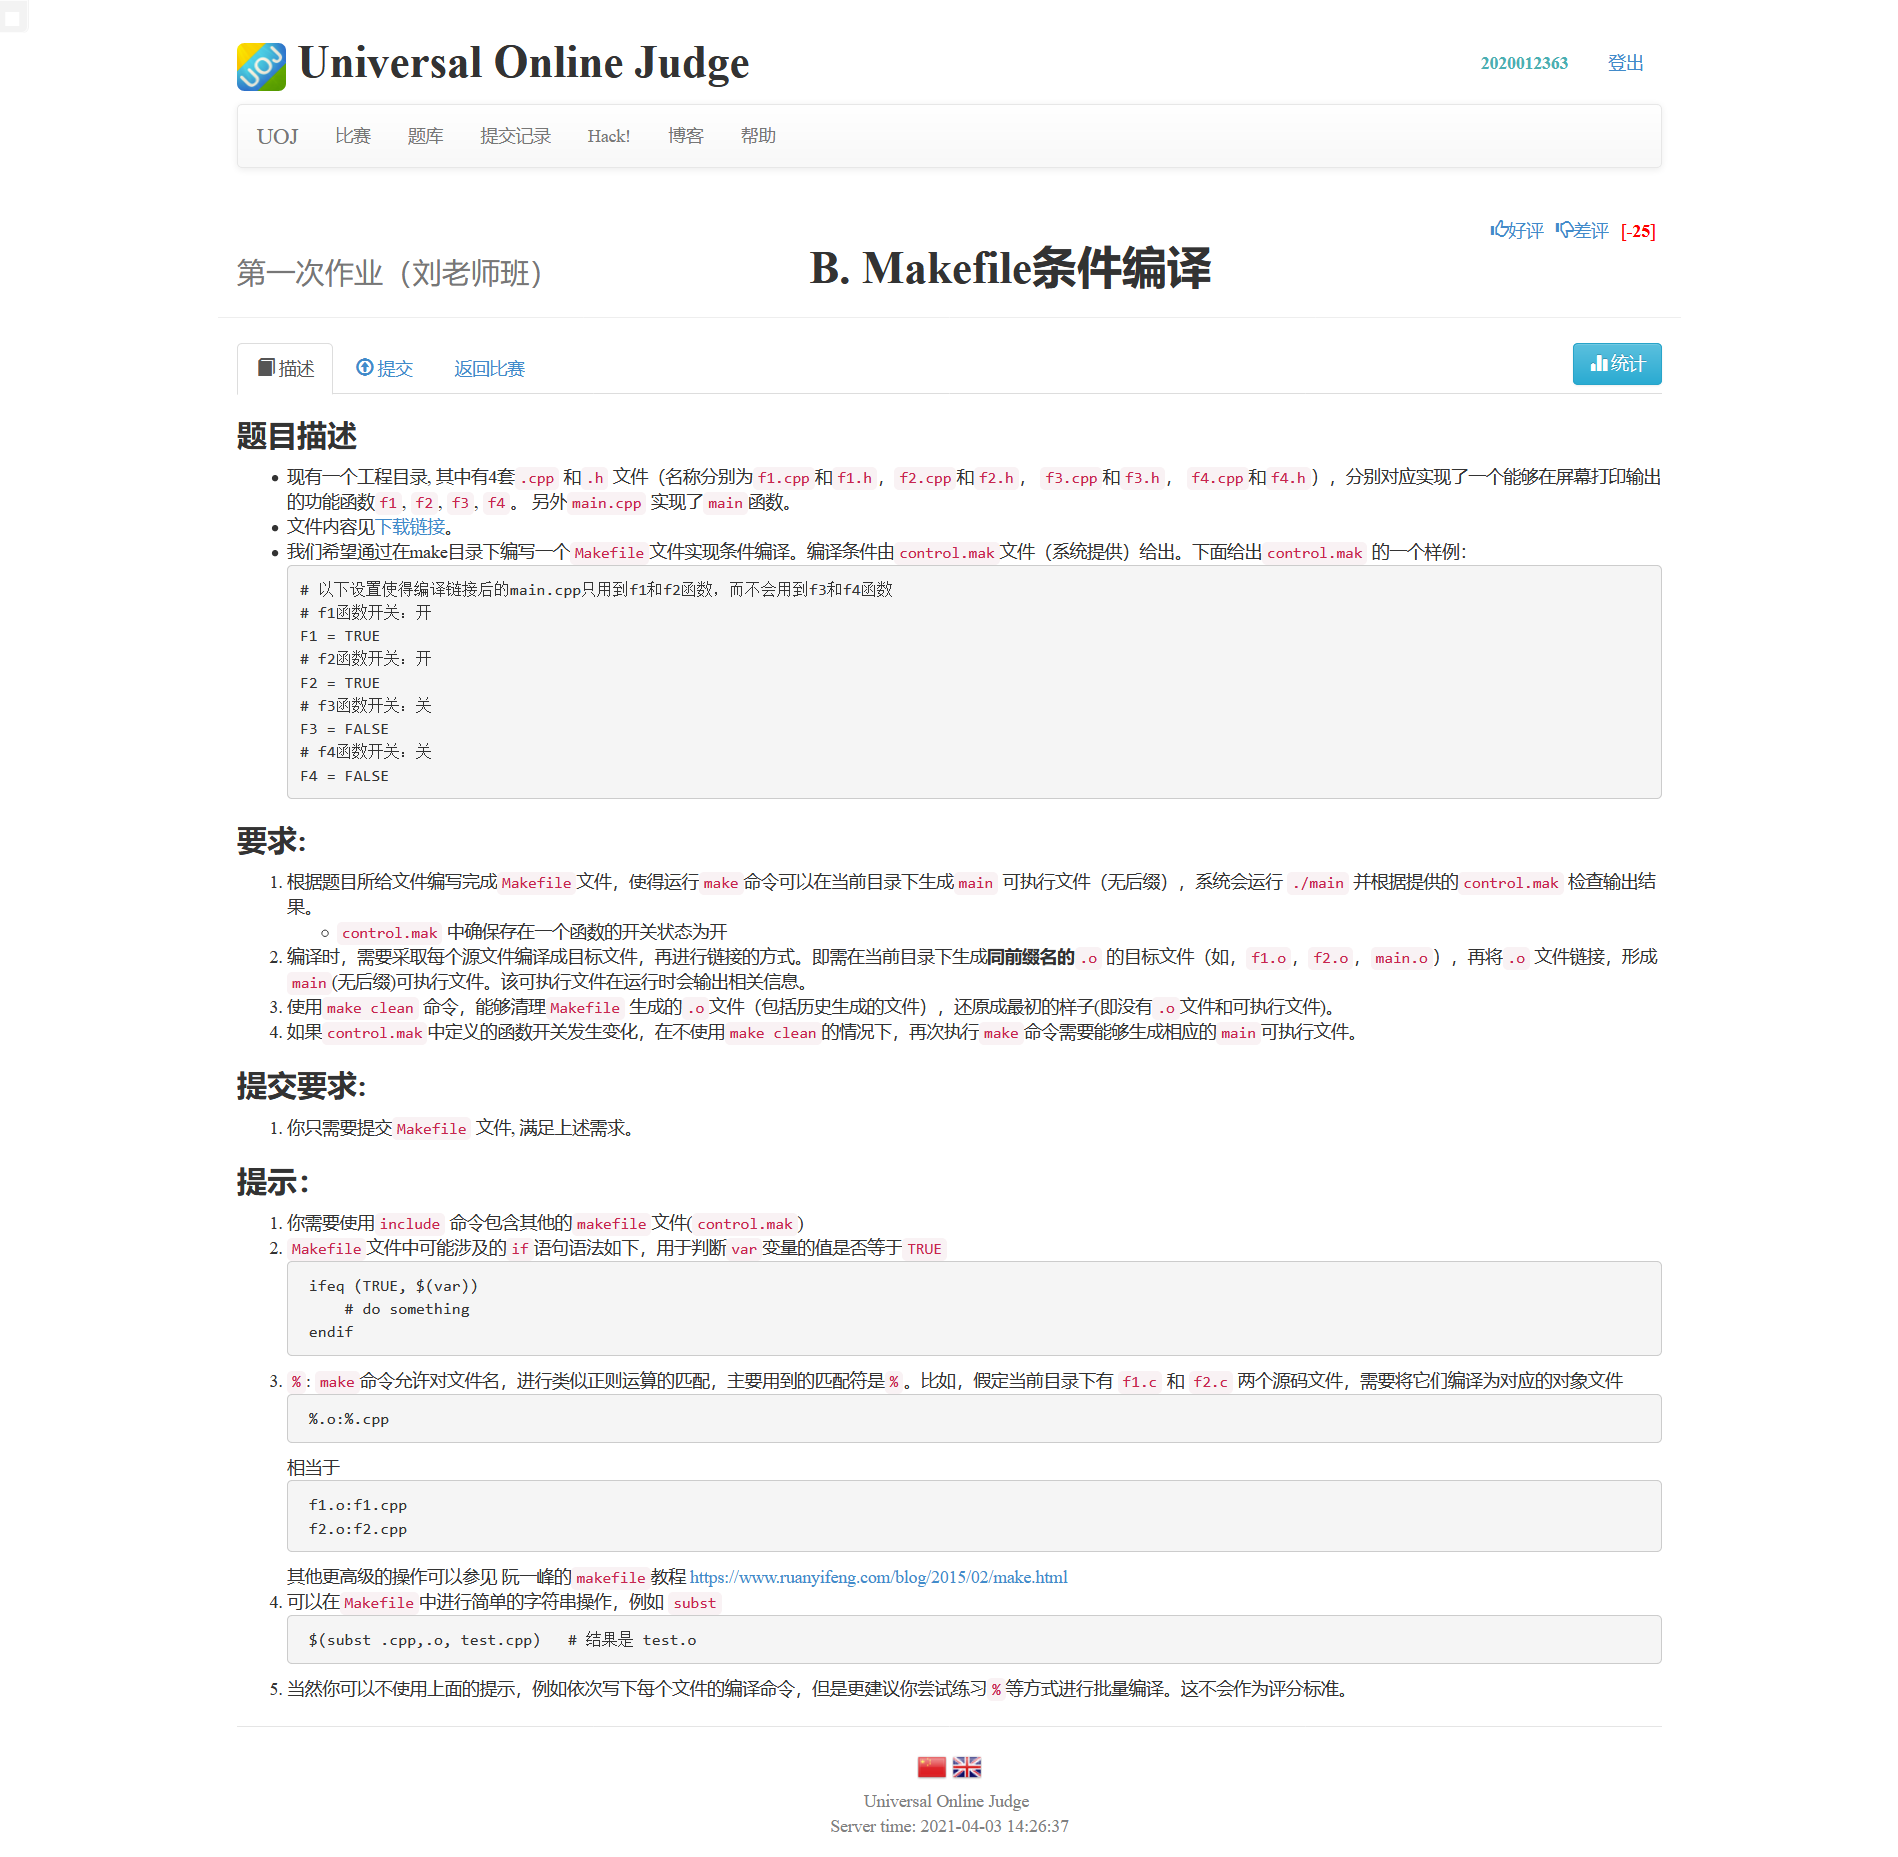 UOJ
Universal Online Judge
2020012363
登出
UOJ 比赛 题库 提交记录 Hack! 博客 帮助
好评 差评 [-25]
第一次作业（刘老师班）
B. Makefile条件编译
描述 提交 返回比赛 统计
题目描述
• 现有一个工程目录, 其中有4套 .cpp 和 .h 文件（名称分别为 f1.cpp 和 f1.h ， f2.cpp 和 f2.h ， f3.cpp 和 f3.h ， f4.cpp 和 f4.h ），分别对应实现了一个能够在屏幕打印输出
的功能函数 f1 , f2 , f3 , f4 。 另外 main.cpp 实现了 main 函数。
• 文件内容见下载链接。
• 我们希望通过在make目录下编写一个 Makefile 文件实现条件编译。编译条件由 control.mak 文件（系统提供）给出。下面给出 control.mak 的一个样例：
# 以下设置使得编译链接后的main.cpp只用到f1和f2函数，而不会用到f3和f4函数
# f1函数开关：开
F1 = TRUE
# f2函数开关：开
F2 = TRUE
# f3函数开关：关
F3 = FALSE
# f4函数开关：关
F4 = FALSE
要求:
1. 根据题目所给文件编写完成 Makefile 文件，使得运行 make 命令可以在当前目录下生成 main 可执行文件（无后缀），系统会运行 ./main 并根据提供的 control.mak 检查输出结
果。
○ control.mak 中确保存在一个函数的开关状态为开
2. 编译时，需要采取每个源文件编译成目标文件，再进行链接的方式。即需在当前目录下生成同前缀名的 .o 的目标文件（如， f1.o ， f2.o ， main.o ），再将 .o 文件链接，形成
main (无后缀)可执行文件。该可执行文件在运行时会输出相关信息。
3. 使用 make clean 命令，能够清理 Makefile 生成的 .o 文件（包括历史生成的文件），还原成最初的样子(即没有 .o 文件和可执行文件)。
4. 如果 control.mak 中定义的函数开关发生变化，在不使用 make clean 的情况下，再次执行 make 命令需要能够生成相应的 main 可执行文件。
提交要求:
1. 你只需要提交 Makefile 文件, 满足上述需求。
提示：
1. 你需要使用 include 命令包含其他的 makefile 文件( control.mak )
2. Makefile 文件中可能涉及的 if 语句语法如下，用于判断 var 变量的值是否等于 TRUE
ifeq (TRUE, $(var))
# do something
endif
3. % : make 命令允许对文件名，进行类似正则运算的匹配，主要用到的匹配符是 % 。比如，假定当前目录下有 f1.c 和 f2.c 两个源码文件，需要将它们编译为对应的对象文件
%.o:%.cpp
相当于
f1.o:f1.cpp
f2.o:f2.cpp
其他更高级的操作可以参见 阮一峰的 makefile 教程 https://www.ruanyifeng.com/blog/2015/02/make.html
4. 可以在 Makefile 中进行简单的字符串操作，例如 subst
$(subst .cpp,.o, test.cpp) # 结果是 test.o
5. 当然你可以不使用上面的提示，例如依次写下每个文件的编译命令，但是更建议你尝试练习 % 等方式进行批量编译。这不会作为评分标准。
Universal Online Judge
Server time: 2021-04-03 14:26:37